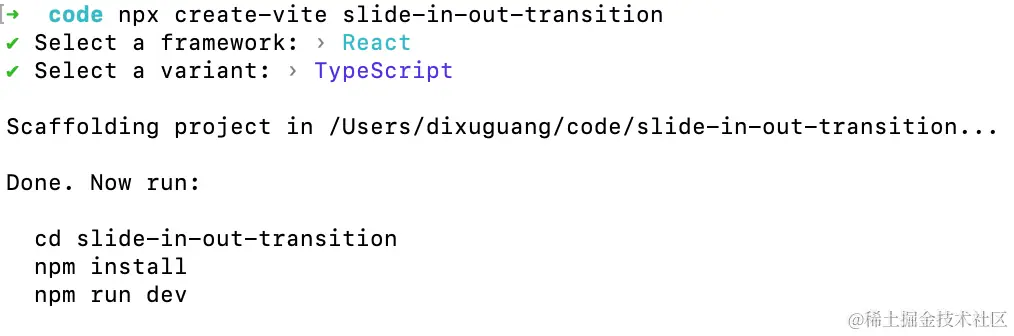 → code npx create-vite slide-in-out-transition
✔ Select a framework: › React
✔ Select a variant: › TypeScript
Scaffolding project in /Users/dixuguang/code/slide-in-out-transition...
Done. Now run:
cd slide-in-out-transition
npm install
npm run dev
@稀土掘金技术社区